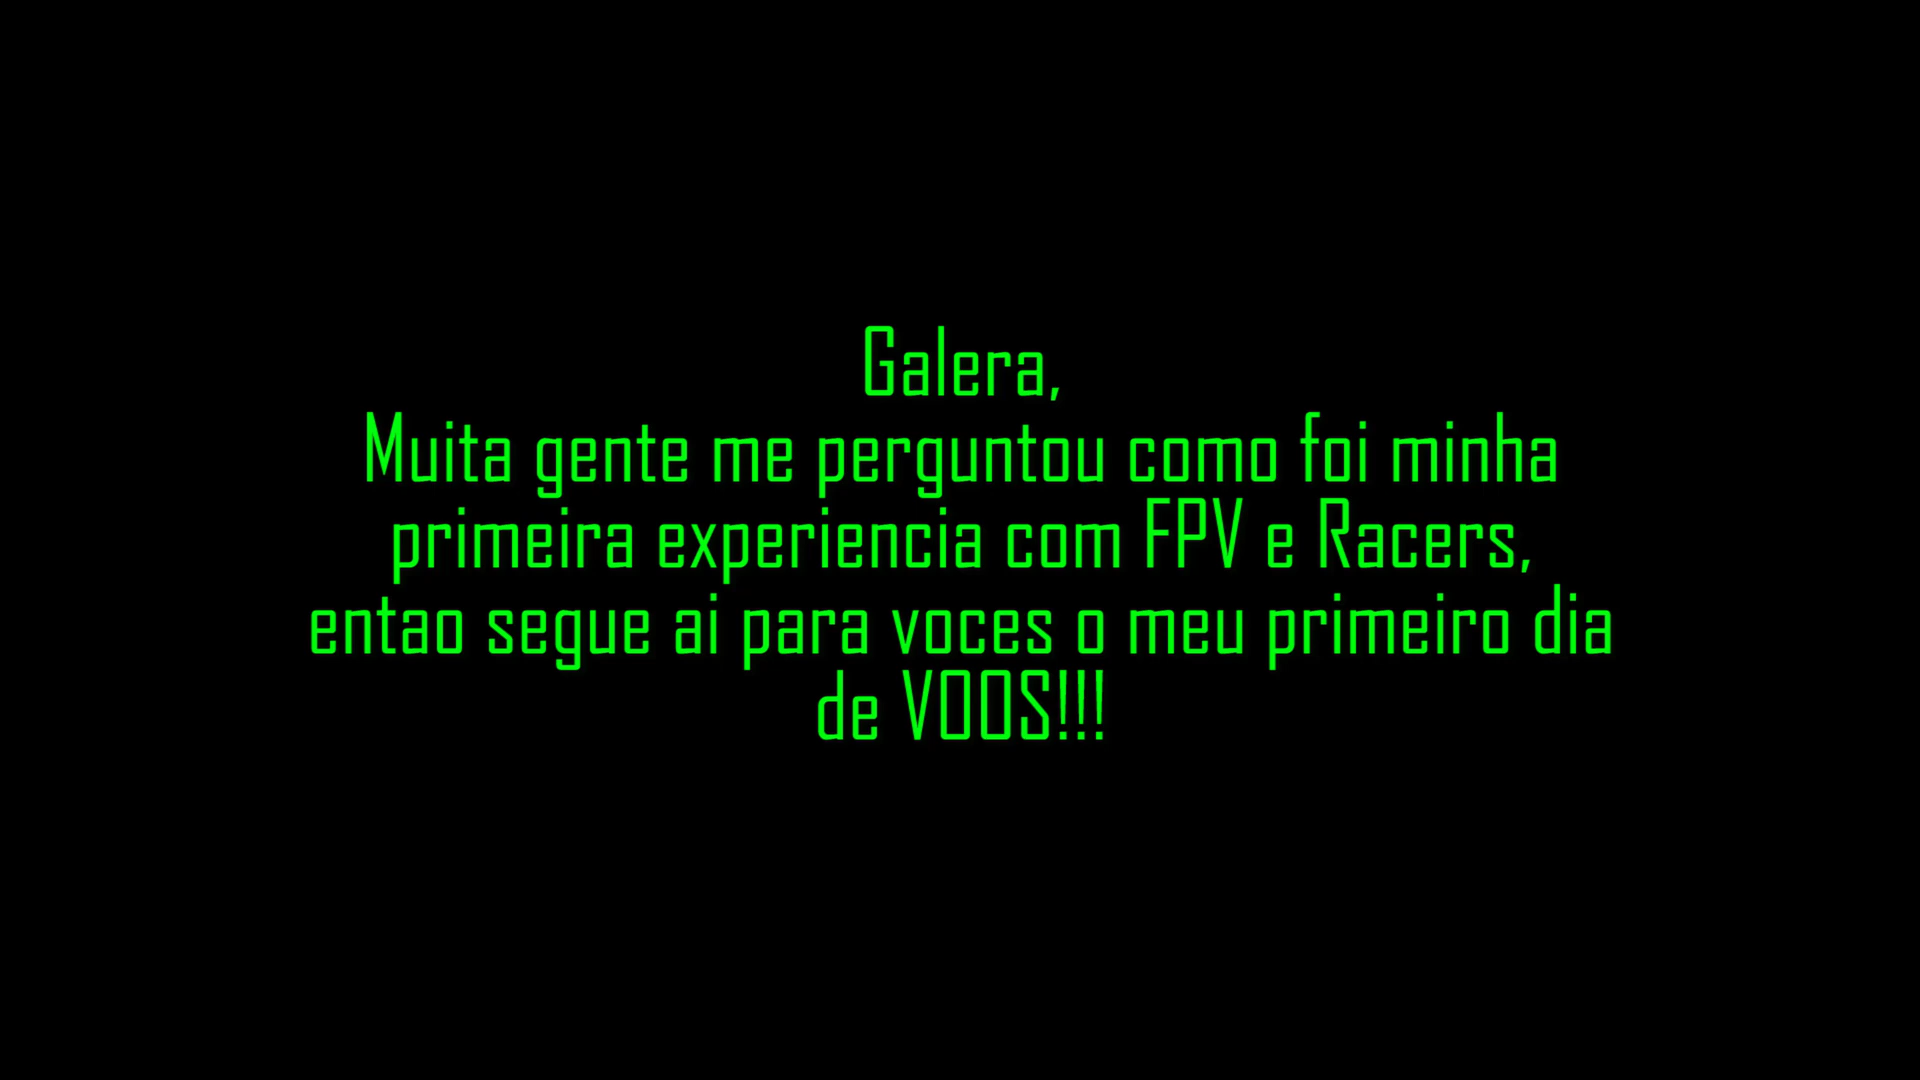 Galera,
Muita gente me perguntou como foi minha
primeira experiencia com FPV e Racers,
entao segue ai para voces o meu primeiro dia
de VOOS!!!